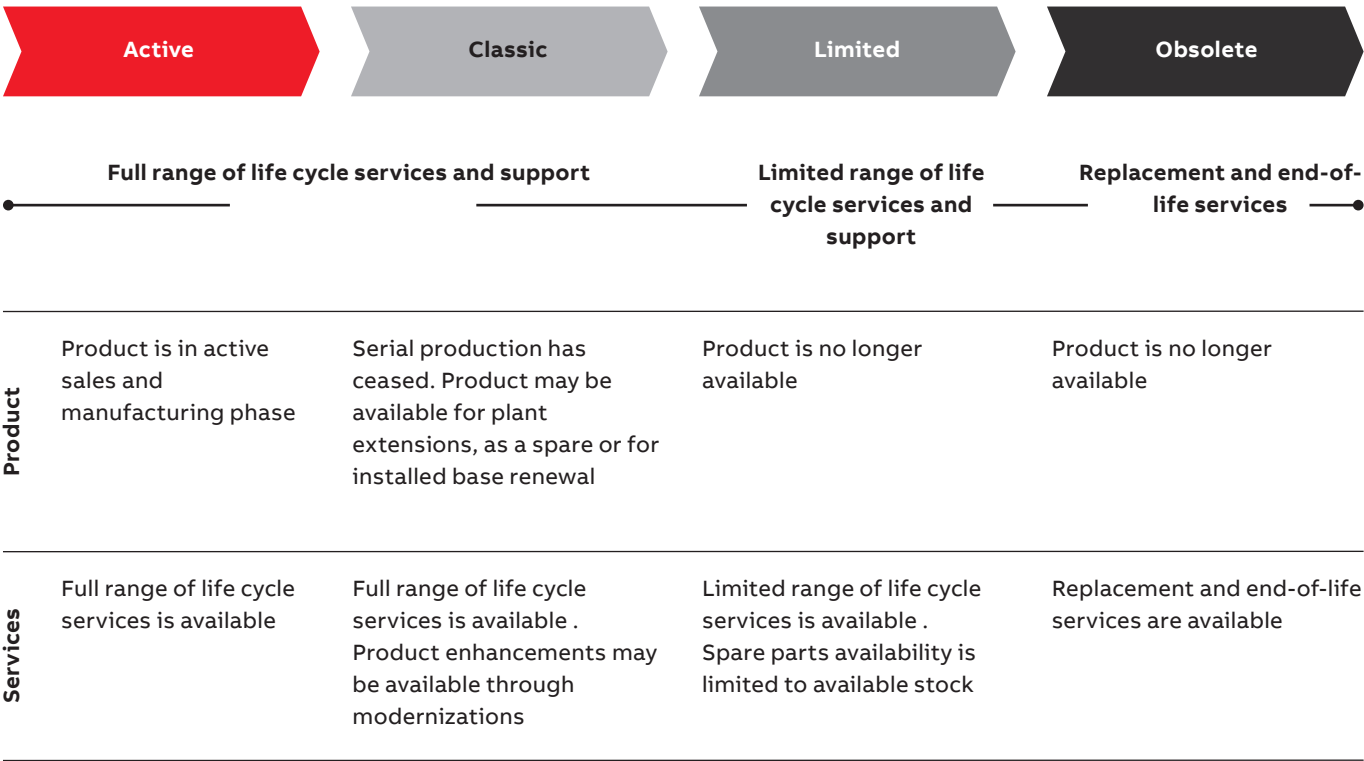 Active
Classic
Limited
Obsolete
Full range of life cycle services and support
Limited range of life
cycle services and
support
Replacement and end-of-
life services
Product
Product is in active
sales and
manufacturing phase
Serial production has
ceased. Product may be
available for plant
extensions, as a spare or for
installed base renewal
Product is no longer
available
Product is no longer
available
Services
Full range of life cycle
services is available
Full range of life cycle
services is available .
Product enhancements may
be available through
modernizations
Limited range of life cycle
services is available .
Spare parts availability is
limited to available stock
Replacement and end-of-life
services are available